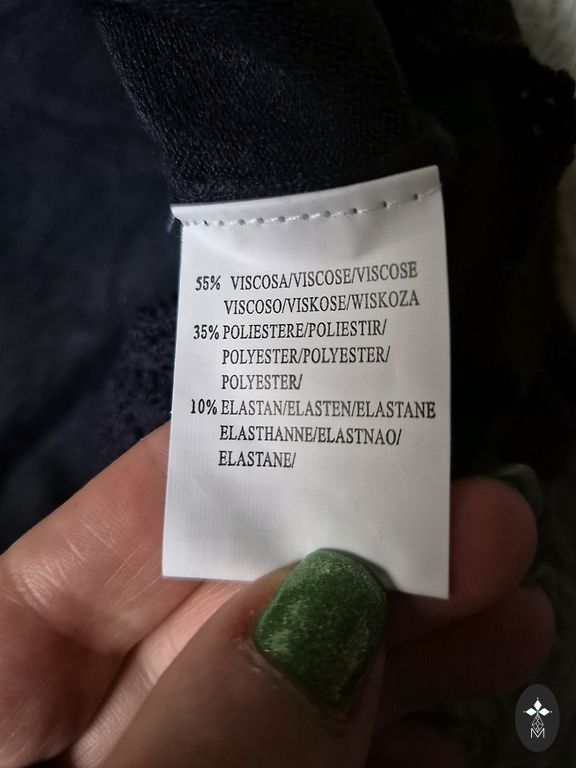 55% VISCOSA/VISCOSE/VISCOSE
VISCOSO/VISKOSE/WISKOZA
35% POLIESTERE/POLIESTIR/
POLYESTER/POLYESTER/
POLYESTER/
10% ELASTAN/ELASTEN/ELASTANE
ELASTHANNE/ELASTNAO/
ELASTANE/
M